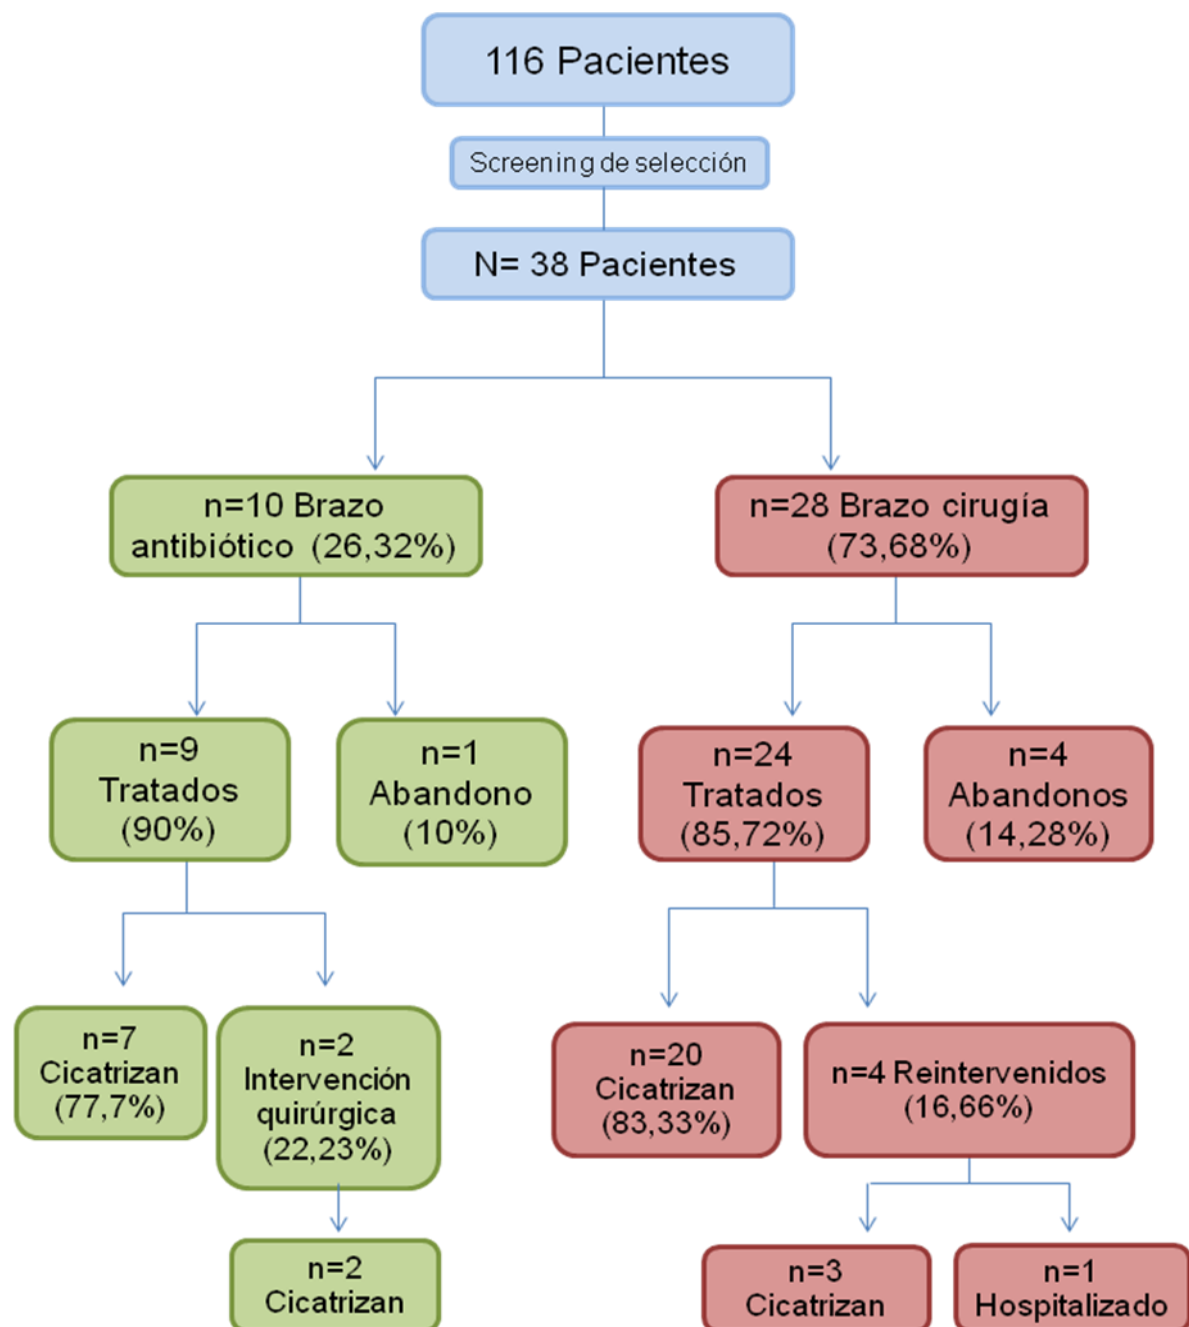 116 Pacientes
Screening de selección
N= 38 Pacientes
n=10 Brazo
antibiótico (26,32%)
n=28 Brazo cirugía
(73,68%)
n=9
Tratados
(90%)
n=1
Abandono
(10%)
n=24
Tratados
(85,72%)
n=4
Abandonos
(14,28%)
n=7
Cicatrizan
(77,7%)
n=2
Intervención
quirúrgica
(22,23%)
n=20
Cicatrizan
(83,33%)
n=4 Reintervenidos
(16,66%)
n=2
Cicatrizan
n=3
Cicatrizan
n=1
Hospitalizado